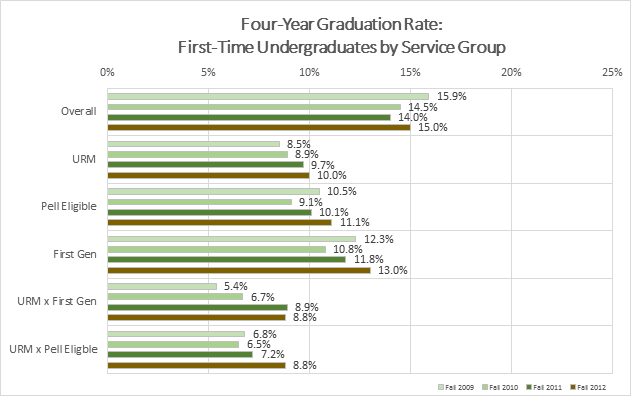 Four-Year Graduation Rate:
First-Time Undergraduates by Service Group
0% 5% 10% 15% 20% 25%
Overall
15.9%
14.5%
14.0%
15.0%
URM
8.5%
8.9%
9.7%
10.0%
Pell Eligible
10.5%
9.1%
10.1%
11.1%
First Gen
12.3%
10.8%
11.8%
13.0%
URM x First Gen
5.4%
6.7%
8.9%
8.8%
URM x Pell Eligble
6.8%
6.5%
7.2%
8.8%
Fall 2009 Fall 2010 Fall 2011 Fall 2012